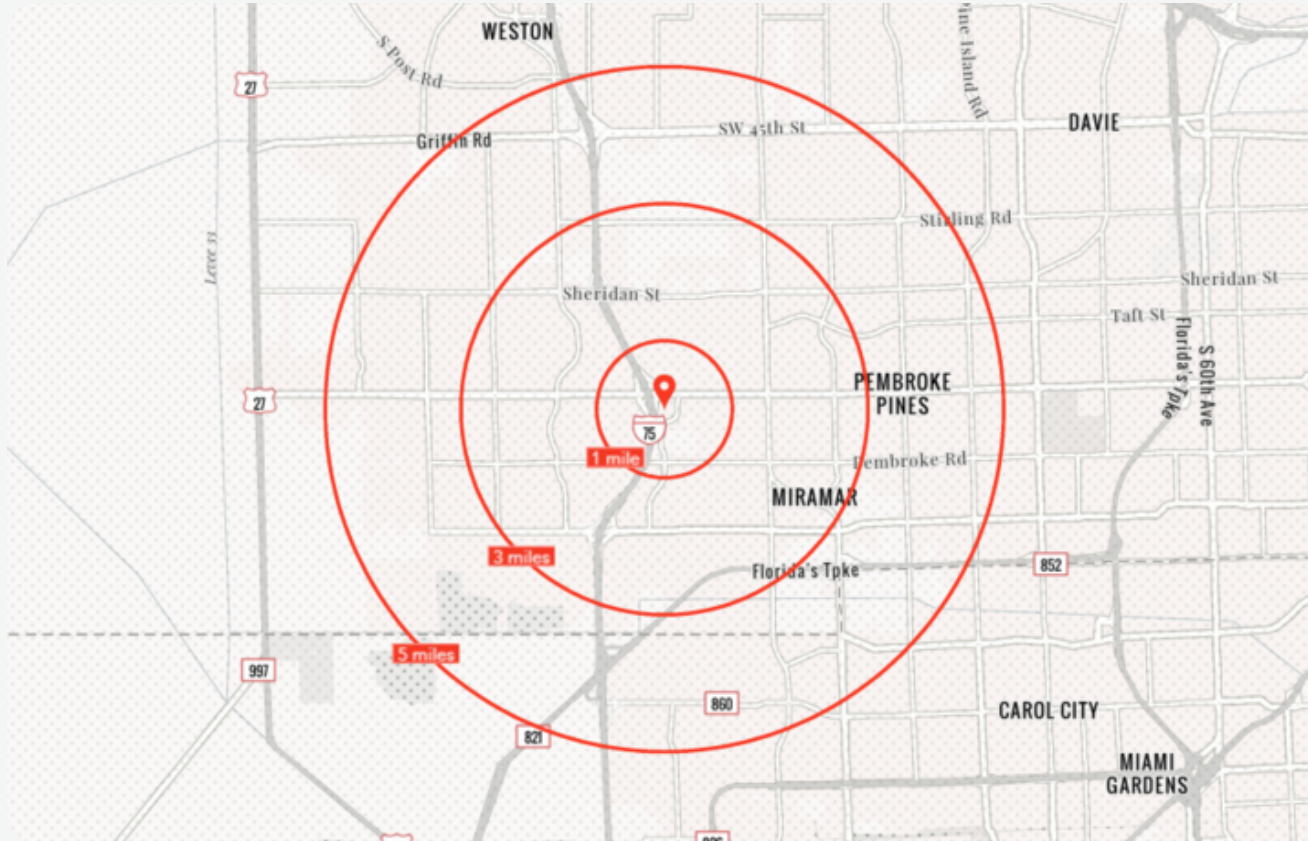 WESTON
Pine Island Rd
S Post Rd
27
DAVIE
SW 45th St
Griffin Rd
Stirling Rd
Levee 33
Sheridan St
Sheridan St
Taft St
Florida's Tpke
S 60th Ave
PEMBROKE
PINES
27
75
1 mile
Pembroke Rd
MIRAMAR
3 miles
Florida's Tpke
852
5 miles
997
860
CAROL CITY
821
MIAMI
GARDENS